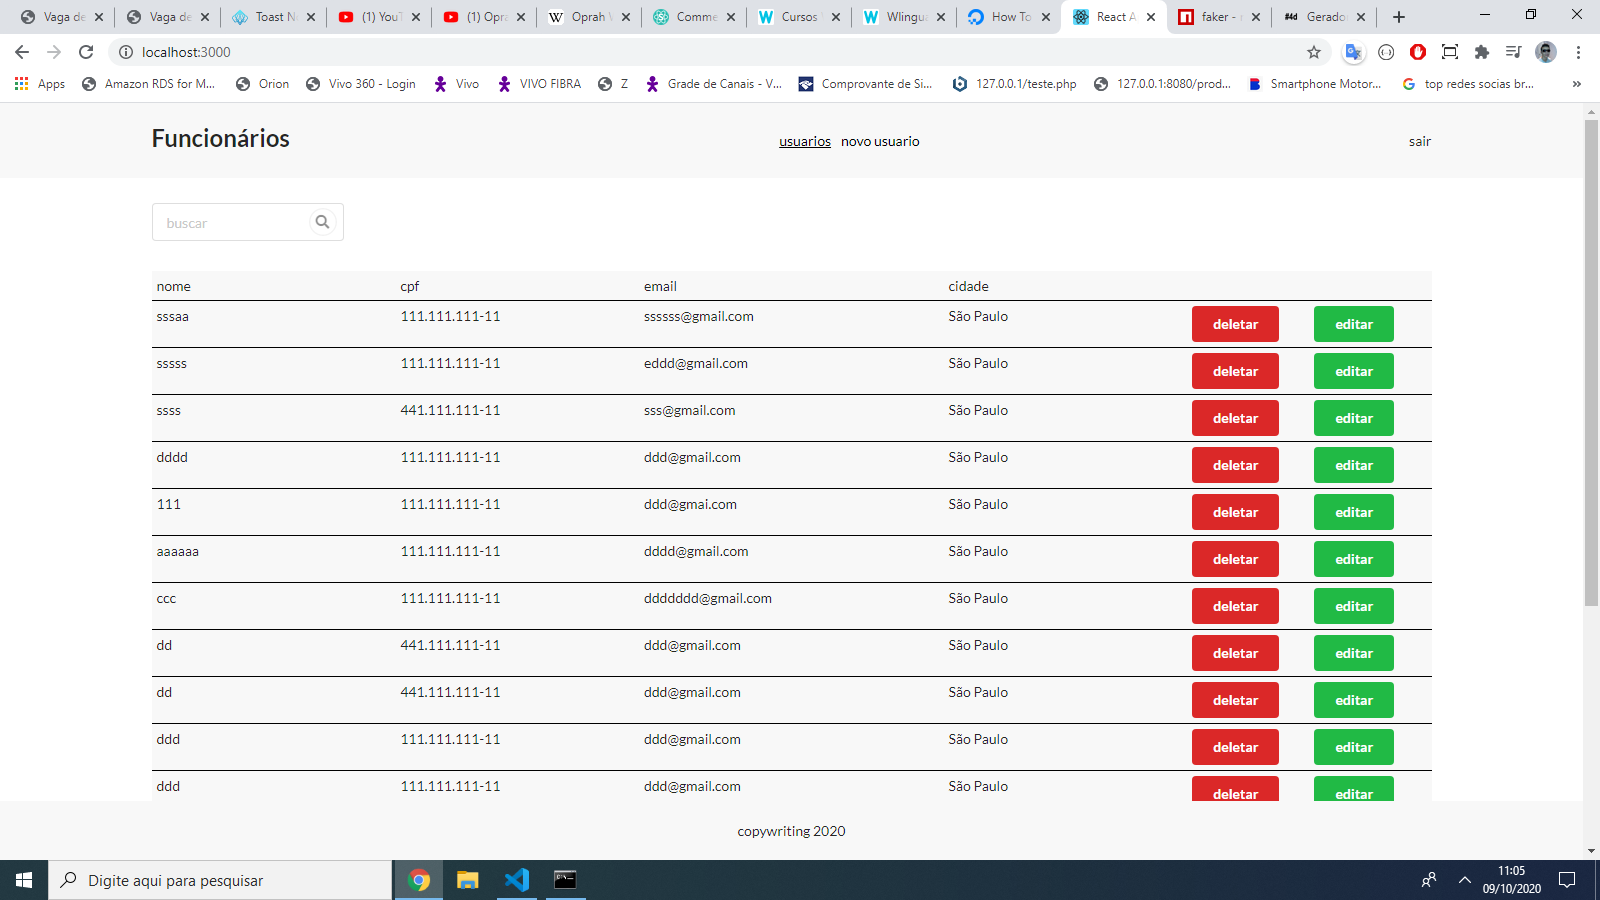 Vaga de
Vaga de
Toast N
(1) YouT
(1) Opra
Oprah W
Comme
Cursos
Wlingua
How To
React A
faker -
#4d Gerado
localhost:3000
Apps
Amazon RDS for M...
Orion
Vivo 360 - Login
Vivo
VIVO FIBRA
Z
Grade de Canais - V...
Comprovante de Si...
127.0.0.1/teste.php
127.0.0.1:8080/prod...
Smartphone Motor...
top redes socias br...
»
Funcionários
usuarios novo usuario
sair
buscar
nome cpf email cidade
sssaa 111.111.111-11 ssssss@gmail.com São Paulo deletar editar
sssss 111.111.111-11 eddd@gmail.com São Paulo deletar editar
ssss 441.111.111-11 sss@gmail.com São Paulo deletar editar
dddd 111.111.111-11 ddd@gmail.com São Paulo deletar editar
111 111.111.111-11 ddd@gmai.com São Paulo deletar editar
aaaaaa 111.111.111-11 dddd@gmail.com São Paulo deletar editar
ccc 111.111.111-11 ddddddd@gmail.com São Paulo deletar editar
dd 441.111.111-11 ddd@gmail.com São Paulo deletar editar
dd 441.111.111-11 ddd@gmail.com São Paulo deletar editar
ddd 111.111.111-11 ddd@gmail.com São Paulo deletar editar
ddd 111.111.111-11 ddd@gmail.com São Paulo deletar editar
copywriting 2020
Digite aqui para pesquisar
11:05
09/10/2020